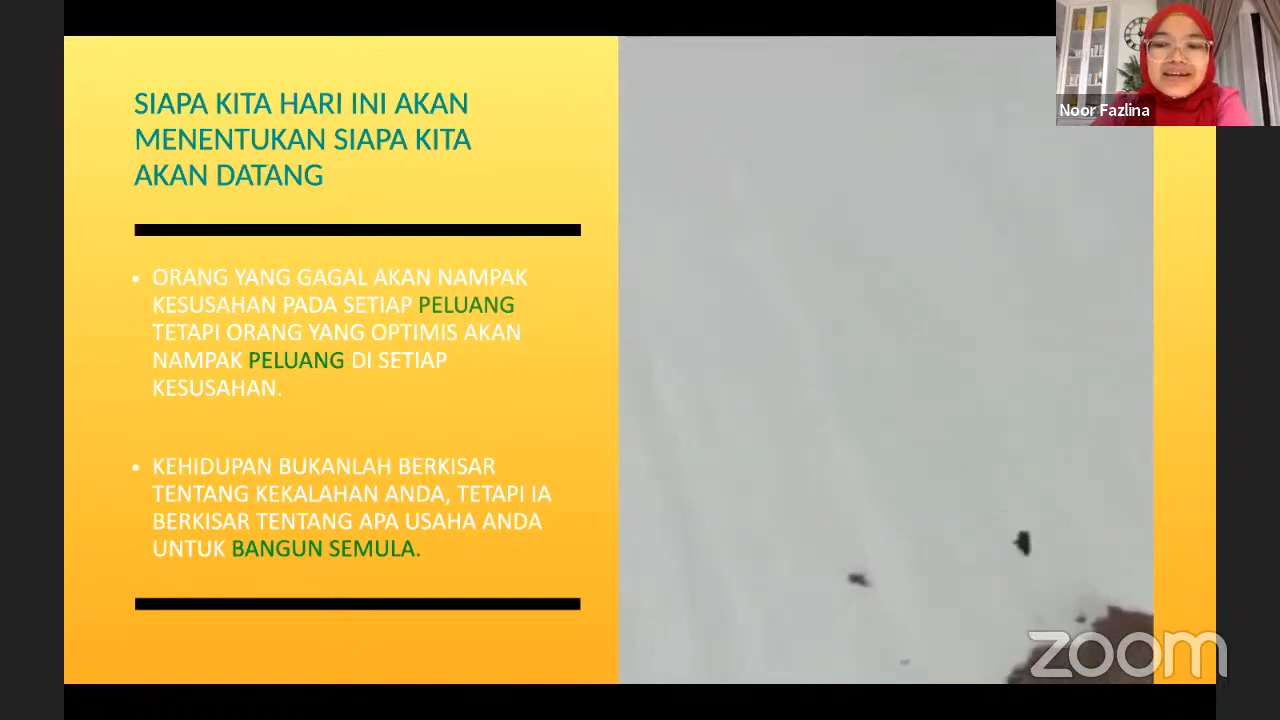 SIAPA KITA HARI INI AKAN
MENENTUKAN SIAPA KITA
AKAN DATANG
• ORANG YANG GAGAL AKAN NAMPAK
KESUSAHAN PADA SETIAP PELUANG
TETAPI ORANG YANG OPTIMIS AKAN
NAMPAK PELUANG DI SETIAP
KESUSAHAN.
• KEHIDUPAN BUKANLAH BERKISAR
TENTANG KEKALAHAN ANDA, TETAPI IA
BERKISAR TENTANG APA USAHA ANDA
UNTUK BANGUN SEMULA.
Noor Fazlina
zoom